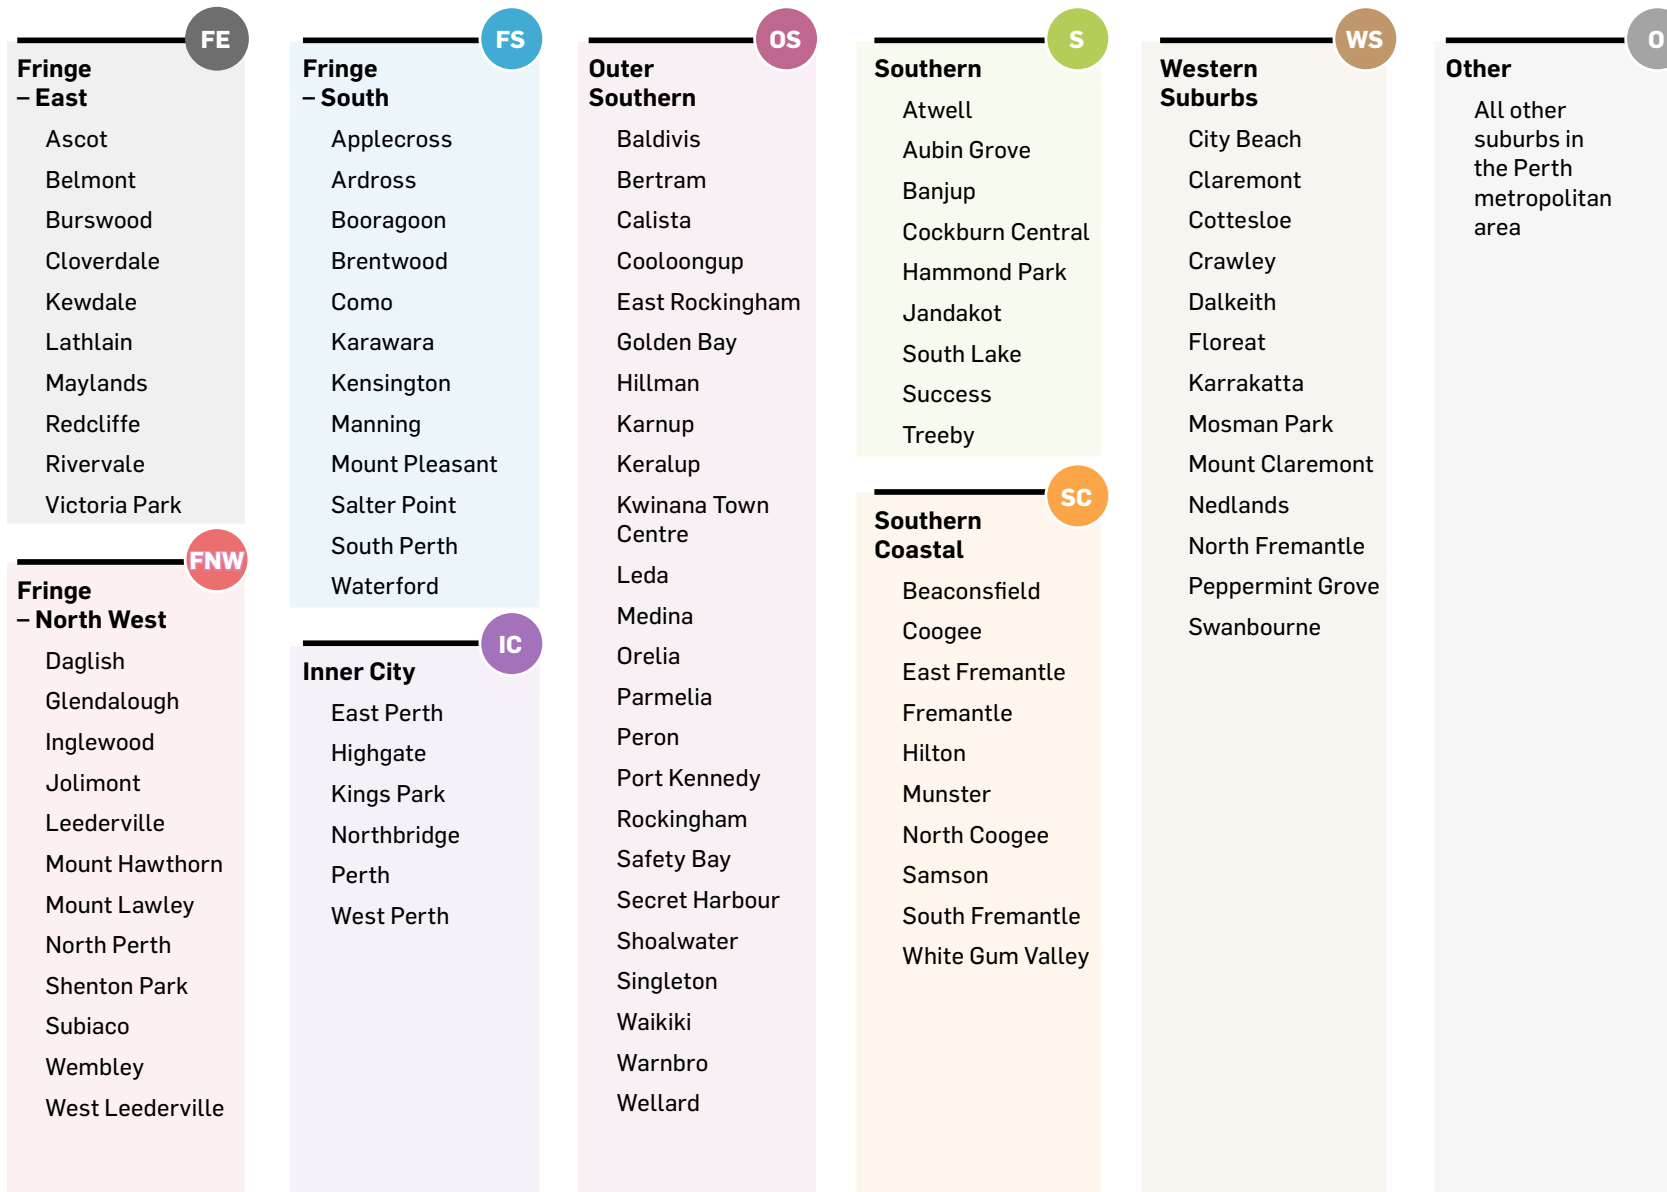 FE
Fringe
– East
Ascot
Belmont
Burswood
Cloverdale
Kewdale
Lathlain
Maylands
Redcliffe
Rivervale
Victoria Park
FNW
Fringe
– North West
Daglish
Glendalough
Inglewood
Jolimont
Leederville
Mount Hawthorn
Mount Lawley
North Perth
Shenton Park
Subiaco
Wembley
West Leederville
FS
Fringe
– South
Applecross
Ardross
Booragoon
Brentwood
Como
Karawara
Kensington
Manning
Mount Pleasant
Salter Point
South Perth
Waterford
IC
Inner City
East Perth
Highgate
Kings Park
Northbridge
Perth
West Perth
OS
Outer
Southern
Baldivis
Bertram
Calista
Cooloongup
East Rockingham
Golden Bay
Hillman
Karnup
Keralup
Kwinana Town
Centre
Leda
Medina
Orelia
Parmelia
Peron
Port Kennedy
Rockingham
Safety Bay
Secret Harbour
Shoalwater
Singleton
Waikiki
Warnbro
Wellard
S
Southern
Atwell
Aubin Grove
Banjup
Cockburn Central
Hammond Park
Jandakot
South Lake
Success
Treeby
SC
Southern
Coastal
Beaconsfield
Coogee
East Fremantle
Fremantle
Hilton
Munster
North Coogee
Samson
South Fremantle
White Gum Valley
WS
Western
Suburbs
City Beach
Claremont
Cottesloe
Crawley
Dalkeith
Floreat
Karrakatta
Mosman Park
Mount Claremont
Nedlands
North Fremantle
Peppermint Grove
Swanbourne
O
Other
All other
suburbs in
the Perth
metropolitan
area